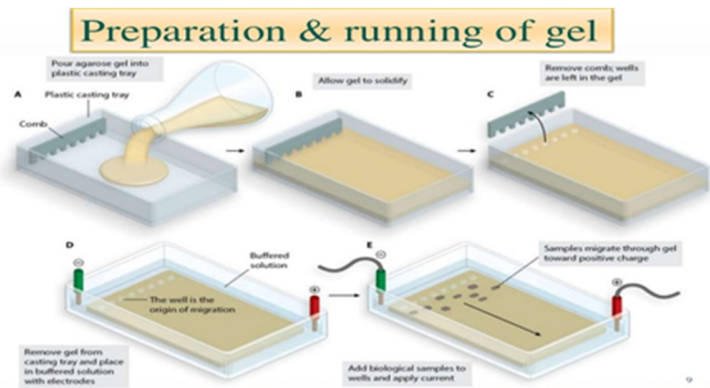 Preparation & running of gel
Pour agarose gel into
plastic casting tray
A
Plastic casting tray
Comb
B
Allow gel to solidify
C
Remove comb; wells
are left in the gel
D
−
Buffered
solution
The well is the
origin of migration
+
Remove gel from
casting tray and place
in buffered solution
with electrodes
E
−
Samples migrate through gel
toward positive charge
+
Add biological samples to
wells and apply current
9